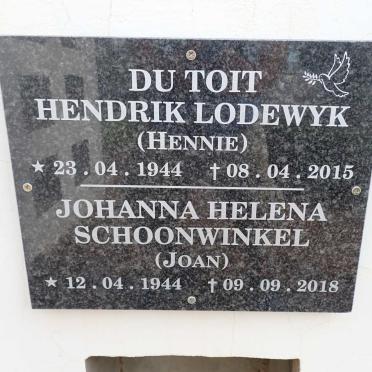 DU TOIT
HENDRIK LODEWYK
(HENNIE)
★ 23 . 04 . 1944 † 08 . 04 . 2015
JOHANNA HELENA
SCHOONWINKEL
(JOAN)
★ 12 . 04 . 1944 † 09 . 09 . 2018